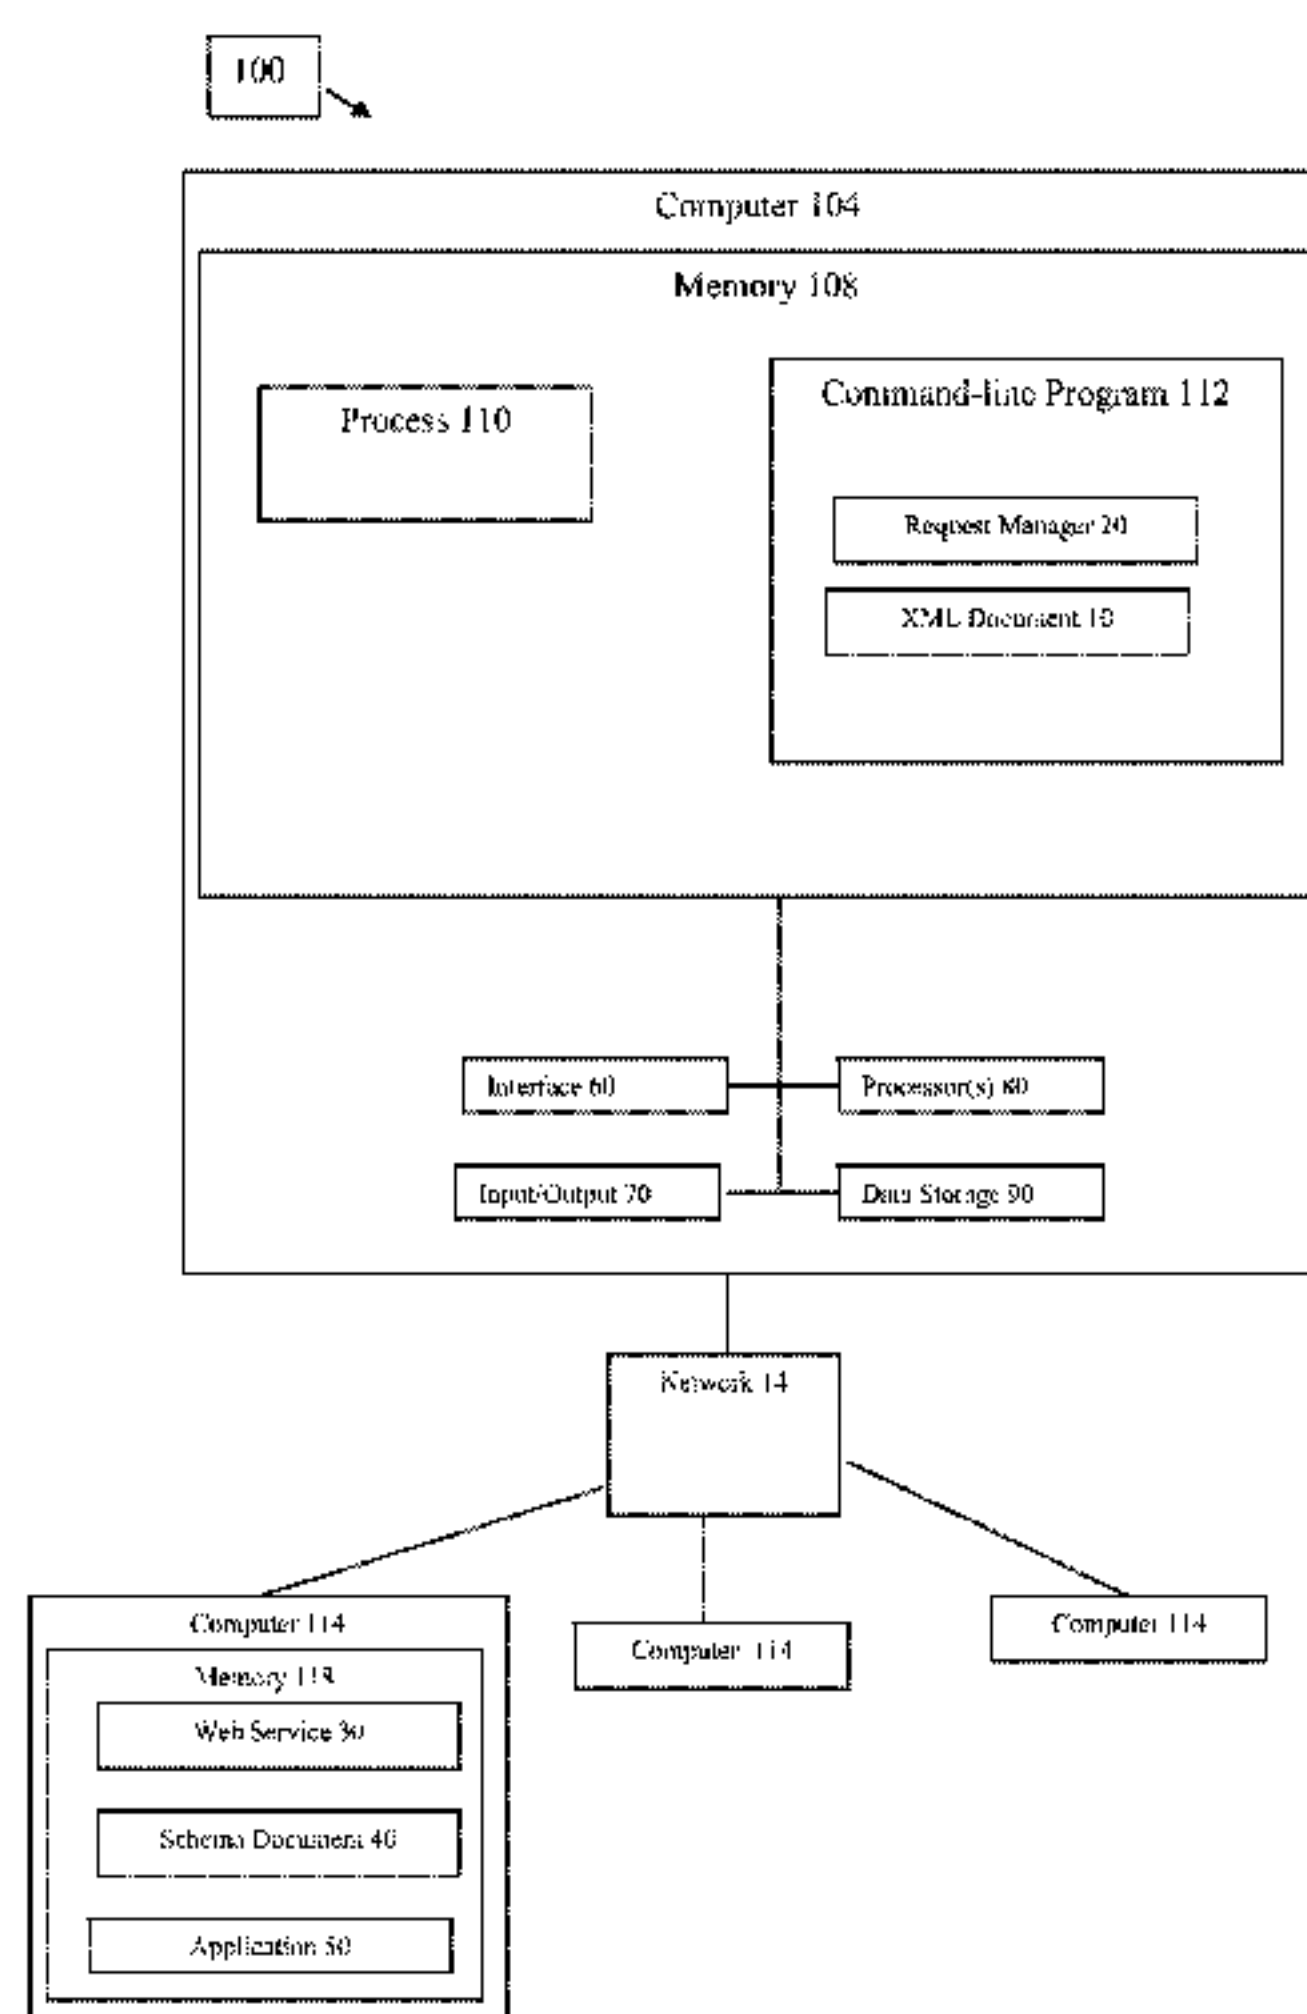 100
Computer 104
Memory 108
Process 110
Command-line Program 112
Request Manager 20
XML Document 10
Interface 60
Processor(s) 80
Input/Output 70
Data Storage 90
Network 14
Computer 114
Computer 114
Computer 114
Memory 118
Web Service 30
Schema Document 40
Application 50